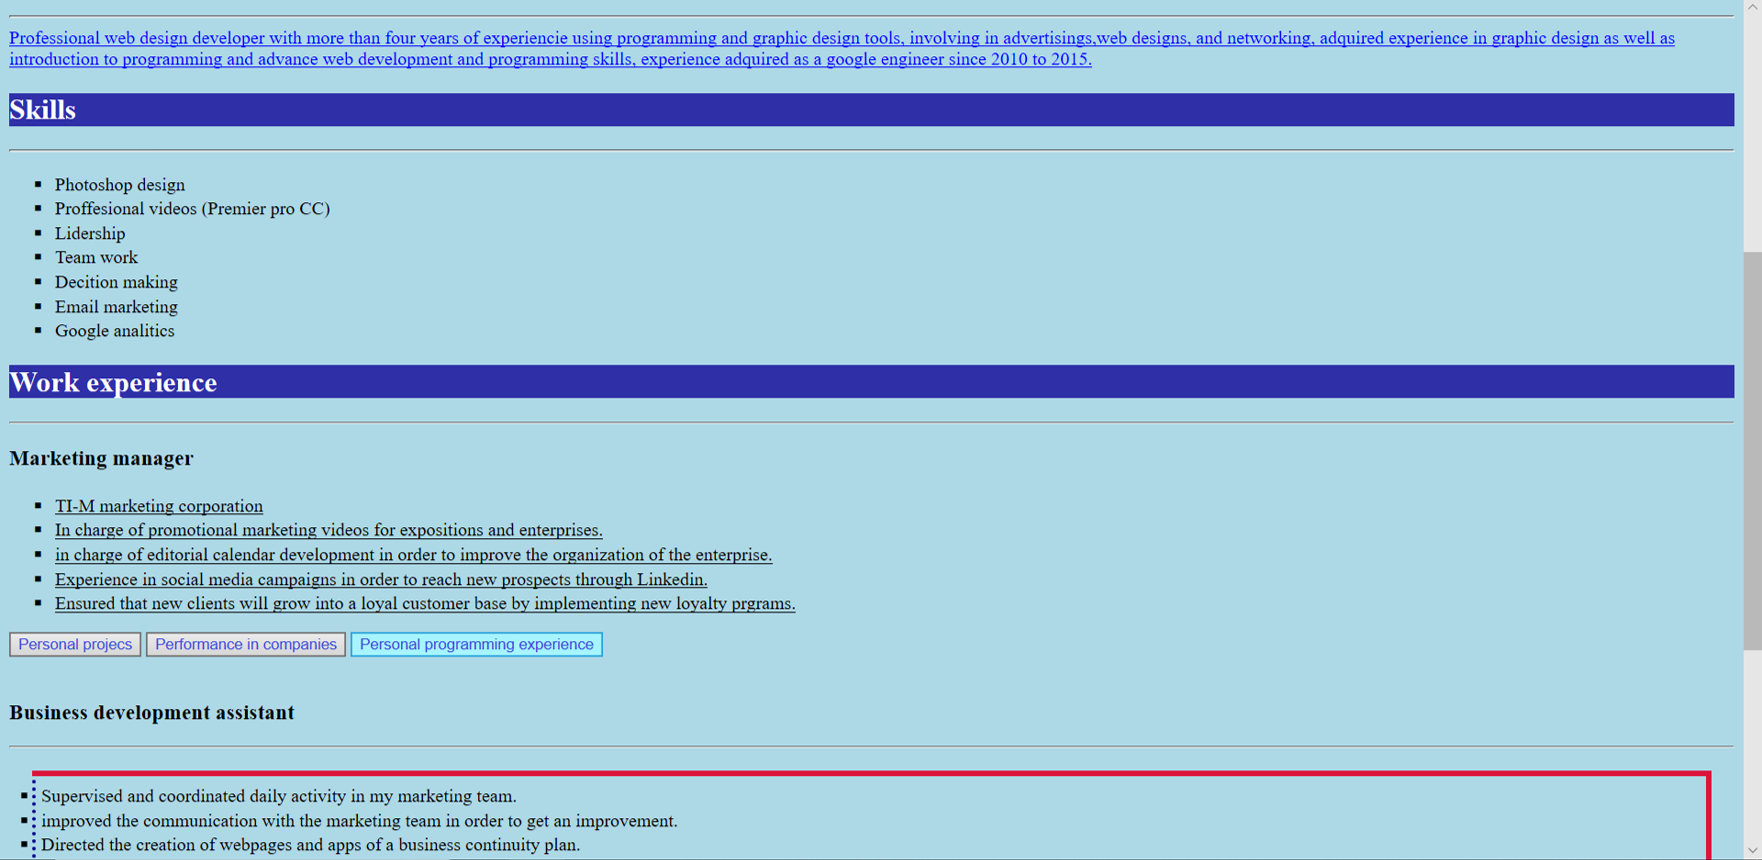 Professional web design developer with more than four years of experiencie using programming and graphic design tools, involving in advertisings,web designs, and networking, adquired experience in graphic design as well as
introduction to programming and advance web development and programming skills, experience adquired as a google engineer since 2010 to 2015.
Skills
Photoshop design
Proffesional videos (Premier pro CC)
Lidership
Team work
Decition making
Email marketing
Google analitics
Work experience
Marketing manager
TI-M marketing corporation
In charge of promotional marketing videos for expositions and enterprises.
in charge of editorial calendar development in order to improve the organization of the enterprise.
Experience in social media campaigns in order to reach new prospects through Linkedin.
Ensured that new clients will grow into a loyal customer base by implementing new loyalty prgrams.
Personal projecs Performance in companies Personal programming experience
Business development assistant
Supervised and coordinated daily activity in my marketing team.
improved the communication with the marketing team in order to get an improvement.
Directed the creation of webpages and apps of a business continuity plan.